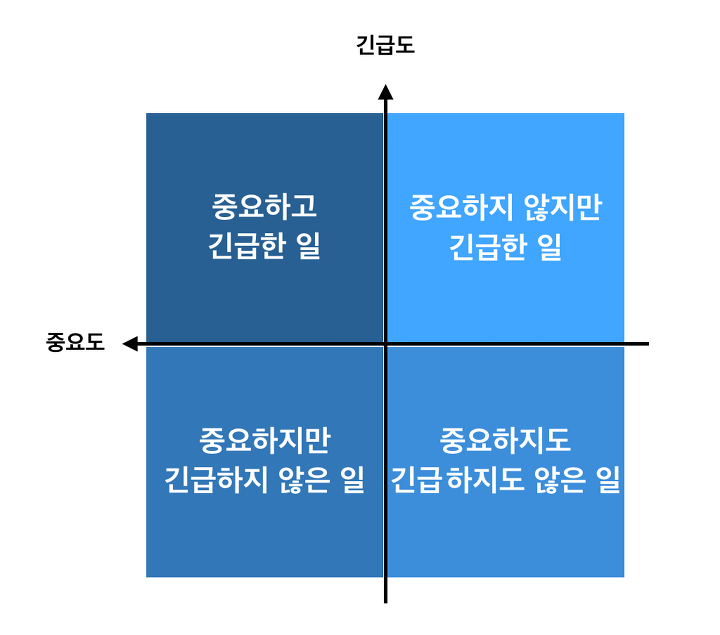 긴급도
중요하고
긴급한 일
중요하지 않지만
긴급한 일
중요도
중요하지만
긴급하지 않은 일
중요하지도
긴급하지도 않은 일